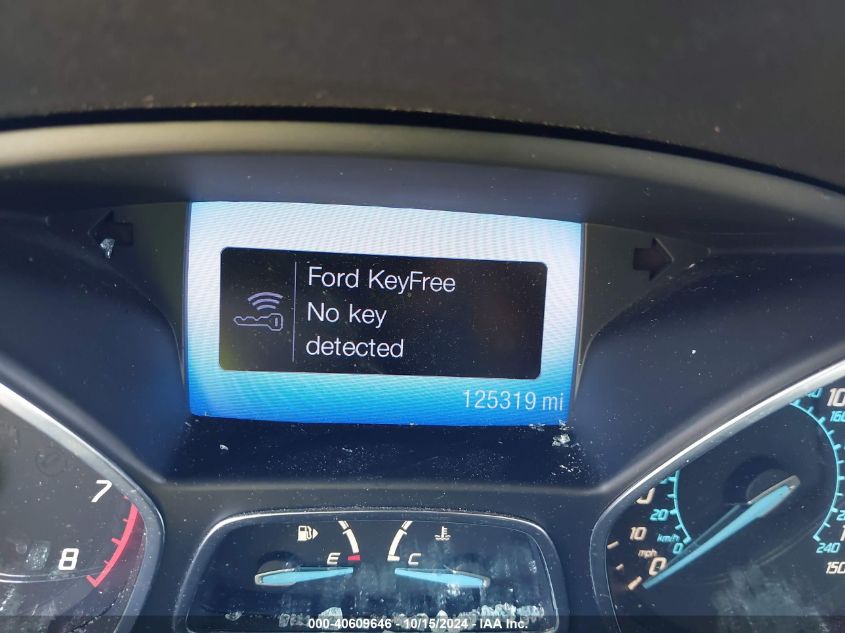 Ford KeyFree
No key
detected
125319 mi
7
8
E
C
0
10
mph
0
20
km/h
160
240
150
000-40609646 - 10/15/2024 - IAA Inc.